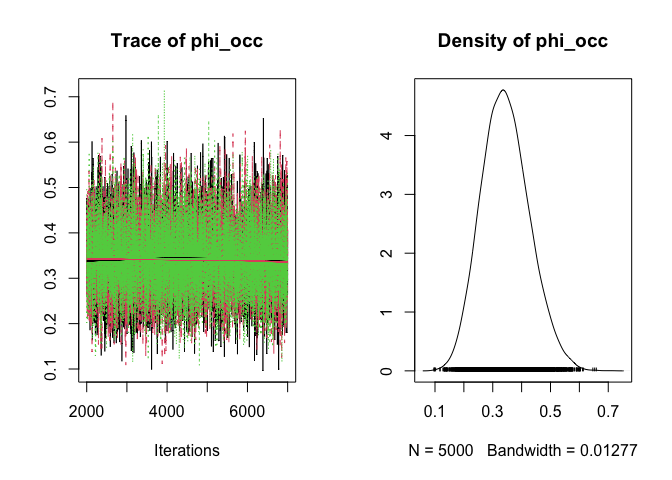 Trace of phi_occ
0.7
0.6
0.5
0.4
0.3
0.2
0.1
2000 4000 6000
Iterations
Density of phi_occ
4
3
2
1
0
0.1 0.3 0.5 0.7
N = 5000 Bandwidth = 0.01277